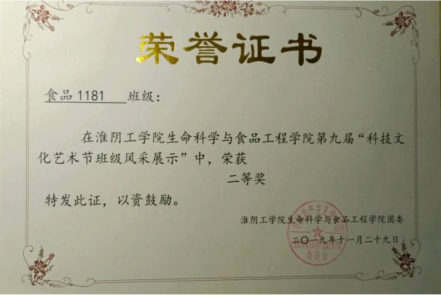 荣誉证书
食品1181 班级：
在淮阴工学院生命科学与食品工程学院第九届“科技文
化艺术节班级风采展示”中，荣获
二等奖
特发此证，以资鼓励。
淮阴工学院生命科学与食品工程学院团委
二〇一九年十一月二十九日